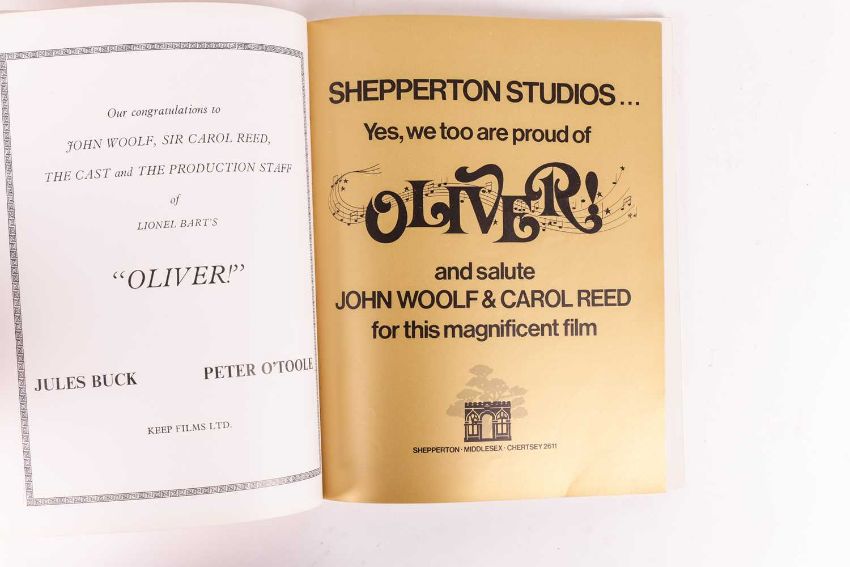 Our congratulations to
JOHN WOOLF, SIR CAROL REED,
THE CAST and THE PRODUCTION STAFF
of
LIONEL BART'S
“OLIVER!”
JULES BUCK PETER O'TOOLE
KEEP FILMS LTD.
SHEPPERTON STUDIOS...
Yes, we too are proud of
OLIVER!
and salute
JOHN WOOLF & CAROL REED
for this magnificent film
SHEPPERTON · MIDDLESEX · CHERTSEY 2611